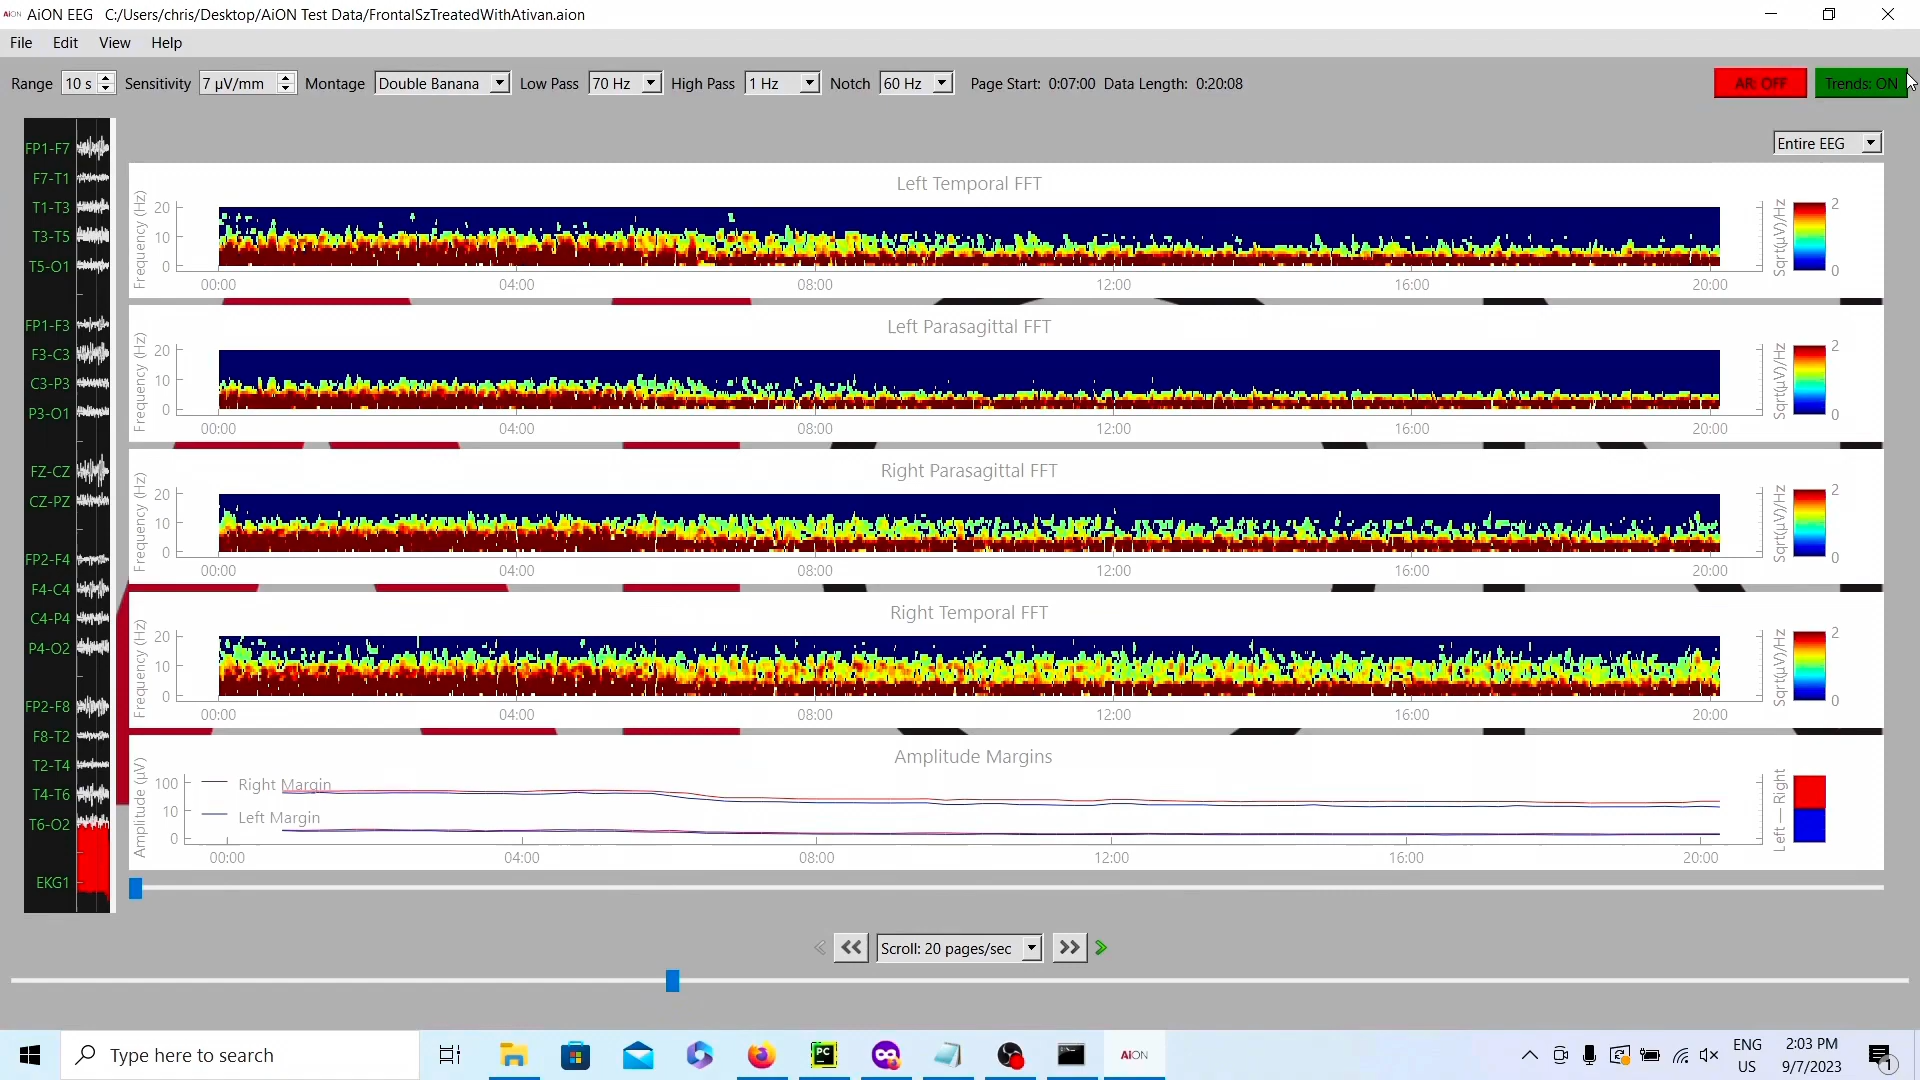 AiON AiON EEG C:/Users/chris/Desktop/AiON Test Data/FrontalSzTreatedWithAtivan.aion
File Edit View Help
Range 10 s Sensitivity 7 µV/mm Montage Double Banana Low Pass 70 Hz High Pass 1 Hz Notch 60 Hz Page Start: 0:07:00 Data Length: 0:20:08 AR: OFF Trends: ON
Entire EEG
FP1-F7
F7-T1
T1-T3
T3-T5
T5-O1
FP1-F3
F3-C3
C3-P3
P3-O1
FZ-CZ
CZ-PZ
FP2-F4
F4-C4
C4-P4
P4-O2
FP2-F8
F8-T2
T2-T4
T4-T6
T6-O2
EKG1
Left Temporal FFT
Frequency (Hz)
20
10
0
00:00 04:00 08:00 12:00 16:00 20:00
Sqrt(µV)/Hz
2
0
Left Parasagittal FFT
Frequency (Hz)
20
10
0
00:00 04:00 08:00 12:00 16:00 20:00
Sqrt(µV)/Hz
2
0
Right Parasagittal FFT
Frequency (Hz)
20
10
0
00:00 04:00 08:00 12:00 16:00 20:00
Sqrt(µV)/Hz
2
0
Right Temporal FFT
Frequency (Hz)
20
10
0
00:00 04:00 08:00 12:00 16:00 20:00
Sqrt(µV)/Hz
2
0
Amplitude Margins
Amplitude (µV)
100
10
0
Right Margin
Left Margin
00:00 04:00 08:00 12:00 16:00 20:00
Left — Right
Scroll: 20 pages/sec
Type here to search
PC
AiON
ENG
US
2:03 PM
9/7/2023
1